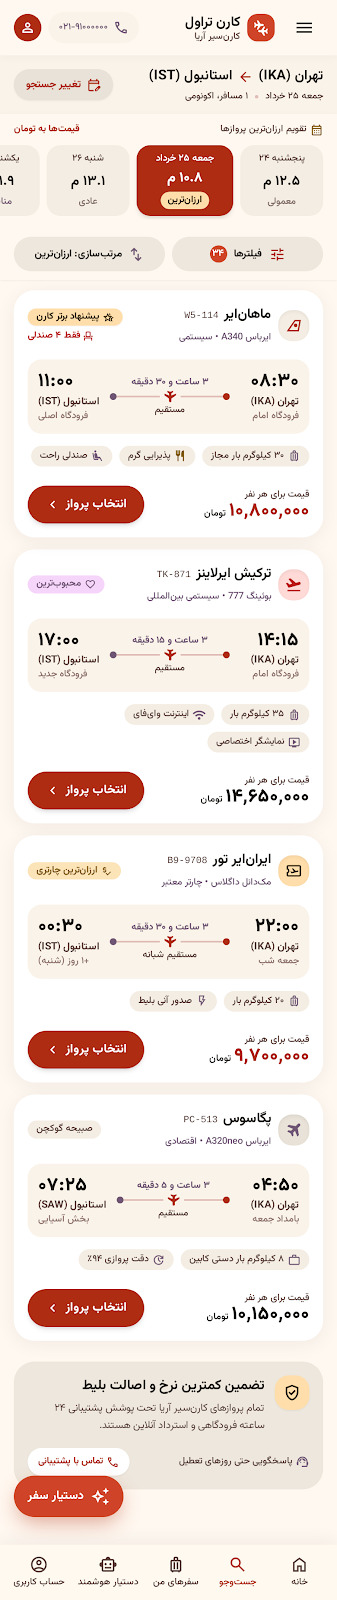 کارن تراول
کارن‌سیر آریا
۰۲۱-۹۱۰۰۰۰۰۰
تهران (IKA) ← استانبول (IST)
جمعه ۲۵ خرداد • ۱ مسافر، اکونومی
تغییر جستجو
تقویم ارزان‌ترین پروازها
قیمت‌ها به تومان
پنجشنبه ۲۴
۱۲.۵ م
معمولی
جمعه ۲۵ خرداد
۱۰.۸ م
ارزان‌ترین
شنبه ۲۶
۱۳.۱ م
عادی
فیلترها
۳۴
مرتب‌سازی: ارزان‌ترین
ماهان‌ایر W5-114
ایرباس A340 • سیستمی
پیشنهاد برتر کارن
فقط ۴ صندلی
۰۸:۳۰
تهران (IKA)
فرودگاه امام
۳ ساعت و ۳۰ دقیقه
مستقیم
۱۱:۰۰
استانبول (IST)
فرودگاه اصلی
۳۰ کیلوگرم بار مجاز
پذیرایی گرم
صندلی راحت
قیمت برای هر نفر
۱۰,۸۰۰,۰۰۰ تومان
انتخاب پرواز
ترکیش ایرلاینز TK-871
بوئینگ 777 • سیستمی بین‌المللی
محبوب‌ترین
۱۴:۱۵
تهران (IKA)
فرودگاه امام
۳ ساعت و ۱۵ دقیقه
مستقیم
۱۷:۰۰
استانبول (IST)
فرودگاه جدید
۳۵ کیلوگرم بار
اینترنت وای‌فای
نمایشگر اختصاصی
قیمت برای هر نفر
۱۴,۶۵۰,۰۰۰ تومان
انتخاب پرواز
ایران‌ایر تور B9-9708
مک‌دانل داگلاس • چارتر معتبر
ارزان‌ترین چارتری
۲۲:۰۰
تهران (IKA)
جمعه شب
۳ ساعت و ۳۰ دقیقه
مستقیم شبانه
۰۰:۳۰
استانبول (IST)
+۱ روز (شنبه)
۲۰ کیلوگرم بار
صدور آنی بلیط
قیمت برای هر نفر
۹,۷۰۰,۰۰۰ تومان
انتخاب پرواز
پگاسوس PC-513
ایرباس A320neo • اقتصادی
صبیحه گوکچن
۰۴:۵۰
تهران (IKA)
بامداد جمعه
۳ ساعت و ۵ دقیقه
مستقیم
۰۷:۲۵
استانبول (SAW)
بخش آسیایی
۸ کیلوگرم بار دستی کابین
دقت پروازی ۹۴٪
قیمت برای هر نفر
۱۰,۱۵۰,۰۰۰ تومان
انتخاب پرواز
تضمین کمترین نرخ و اصالت بلیط
تمام پروازهای کارن‌سیر آریا تحت پوشش پشتیبانی ۲۴
ساعته فرودگاهی و استرداد آنلاین هستند.
پاسخگویی حتی روزهای تعطیل
تماس با پشتیبانی
دستیار سفر
خانه
جست‌وجو
سفرهای من
دستیار هوشمند
حساب کاربری